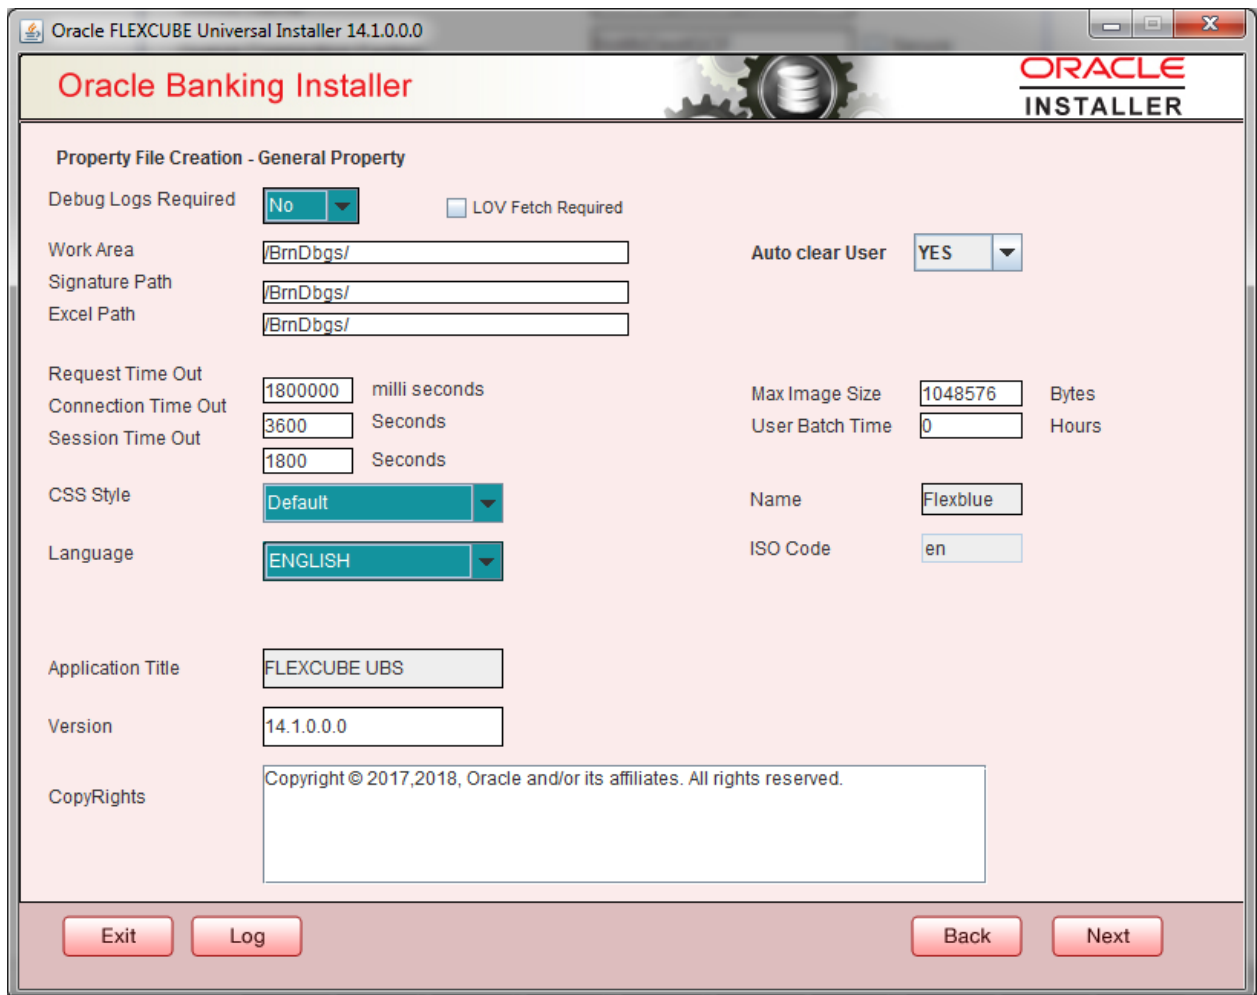 Oracle FLEXCUBE Universal Installer 14.1.0.0.0
Oracle Banking Installer
ORACLE
INSTALLER
Property File Creation - General Property
Debug Logs Required No LOV Fetch Required
Work Area /BrnDbgs/ Auto clear User YES
Signature Path /BrnDbgs/
Excel Path /BrnDbgs/
Request Time Out 1800000 milli seconds Max Image Size 1048576 Bytes
Connection Time Out 3600 Seconds User Batch Time 0 Hours
Session Time Out 1800 Seconds
CSS Style Default Name Flexblue
Language ENGLISH ISO Code en
Application Title FLEXCUBE UBS
Version 14.1.0.0.0
CopyRights Copyright © 2017,2018, Oracle and/or its affiliates. All rights reserved.
Exit Log Back Next